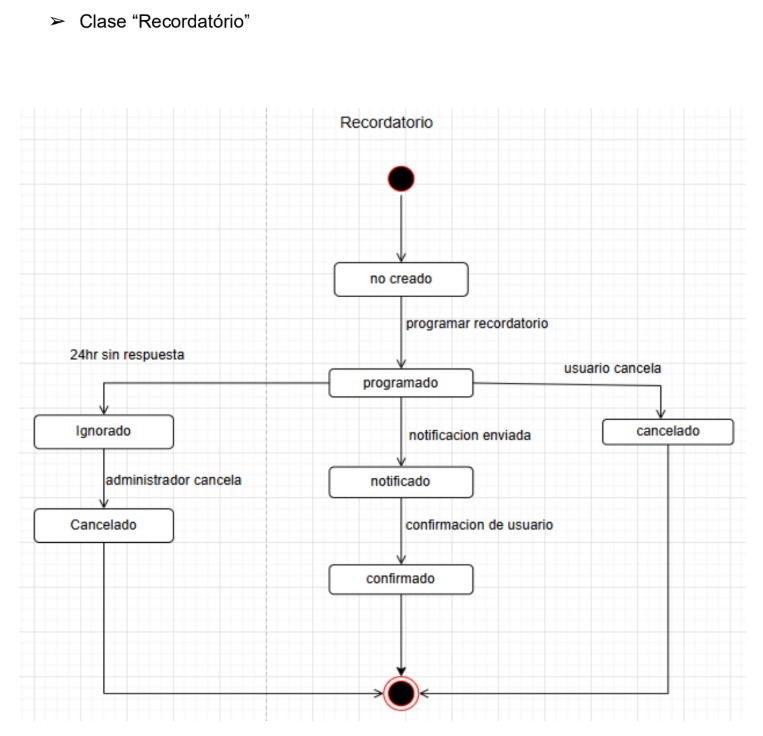 ➢ Clase “Recordatório”
Recordatorio
no creado
programar recordatorio
24hr sin respuesta
usuario cancela
programado
Ignorado
notificacion enviada
cancelado
administrador cancela
notificado
Cancelado
confirmacion de usuario
confirmado